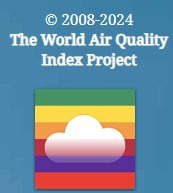 © 2008-2024
The World Air Quality
Index Project